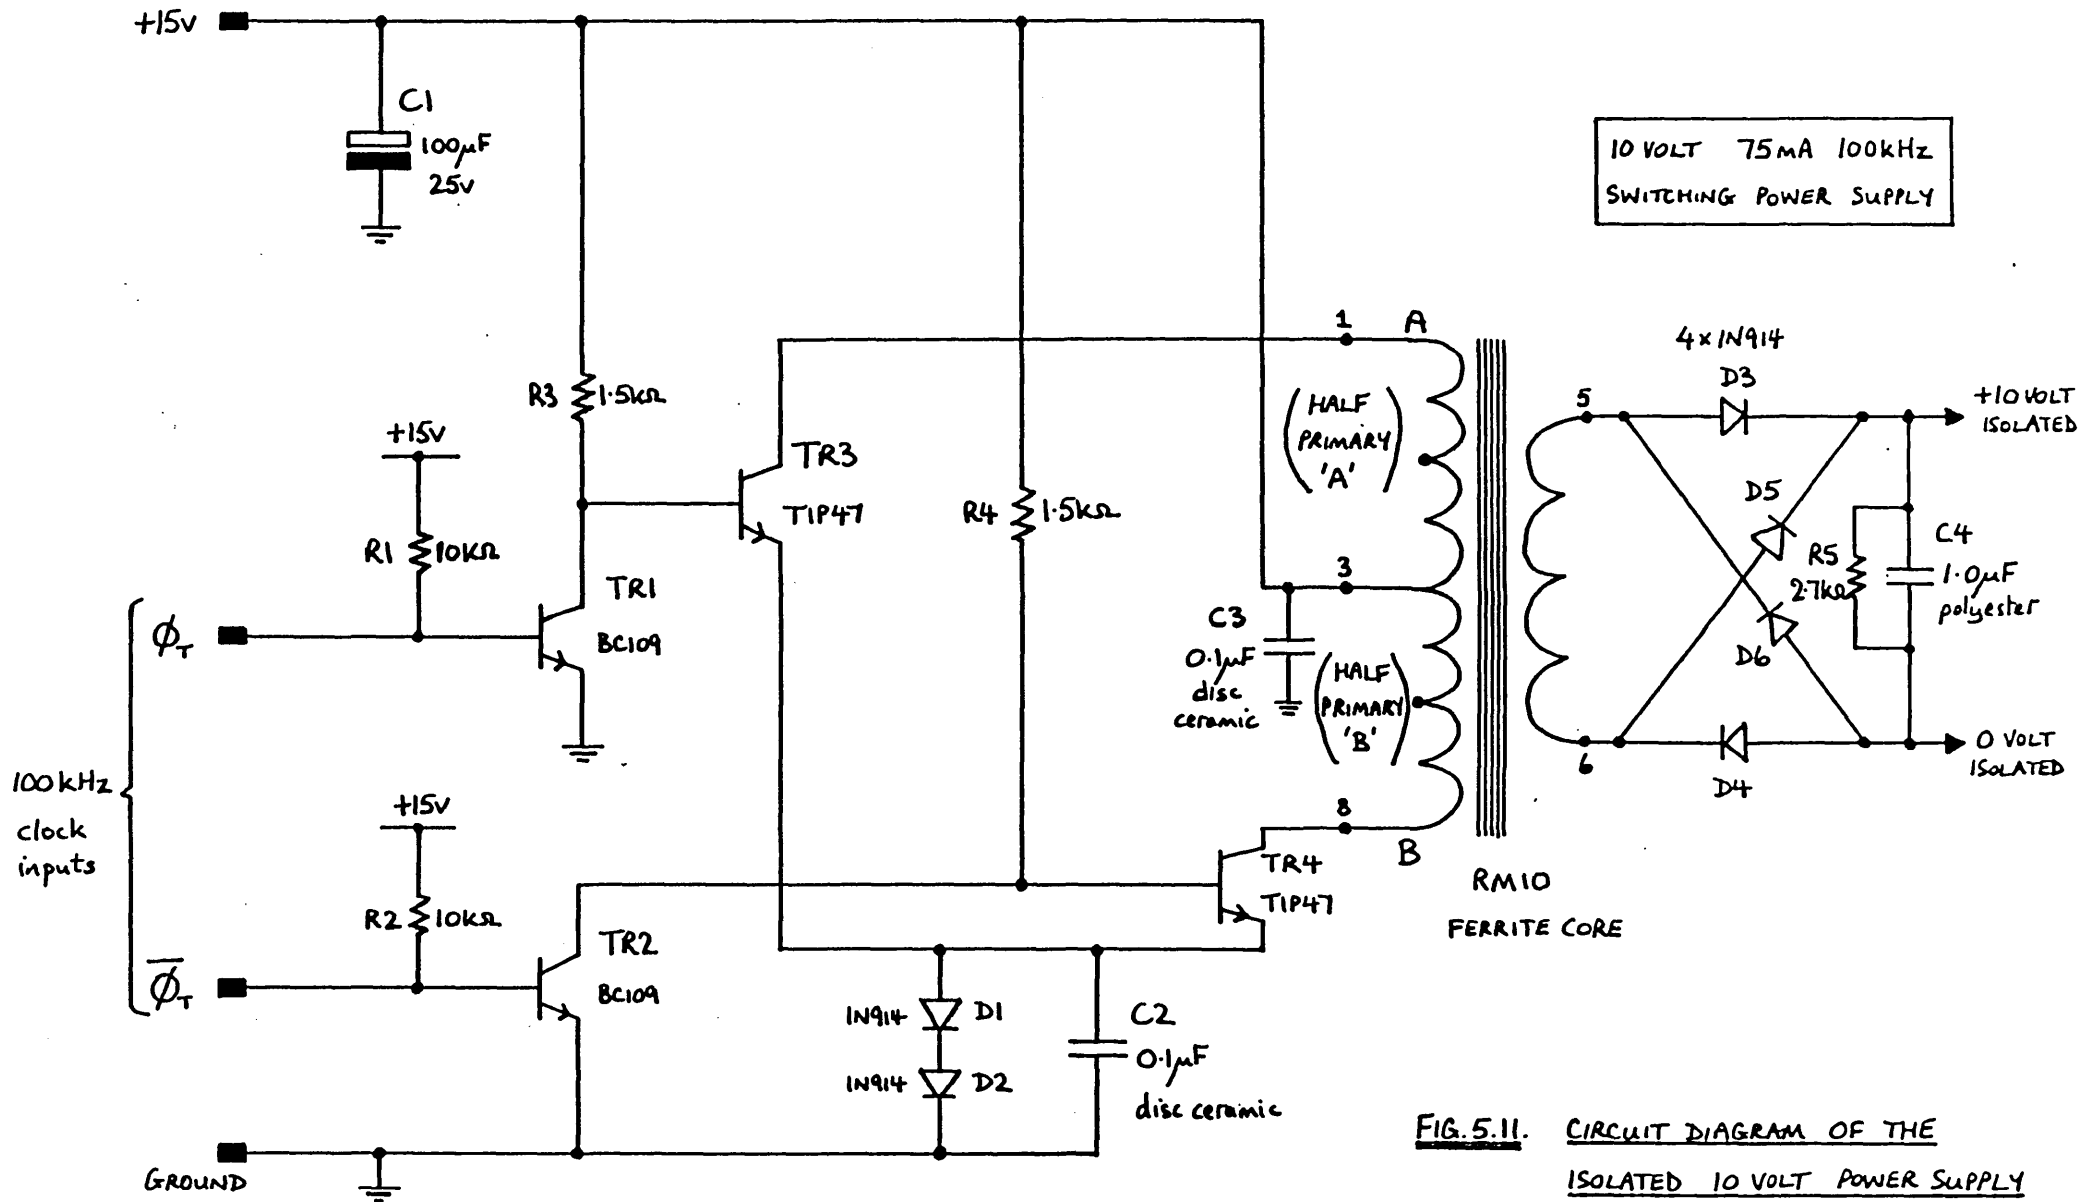 +15v
C1
100µF
25v
10 VOLT 75mA 100kHz
SWITCHING POWER SUPPLY
R3
1.5kΩ
+15v
R1
10kΩ
TR1
BC109
ϕT
TR3
TIP47
R4
1.5kΩ
1
A
(HALF
PRIMARY
'A')
3
C3
0.1µF
disc
ceramic
(HALF
PRIMARY
'B')
8
B
4×1N914
D3
5
+10 VOLT
ISOLATED
D5
R5
2.7kΩ
C4
1.0µF
polyester
D6
6
D4
0 VOLT
ISOLATED
100kHz
clock
inputs
+15v
R2
10kΩ
TR2
BC109
ϕ̅T
TR4
TIP47
RM10
FERRITE CORE
1N914
D1
1N914
D2
C2
0.1µF
disc ceramic
GROUND
FIG. 5.11. CIRCUIT DIAGRAM OF THE
ISOLATED 10 VOLT POWER SUPPLY